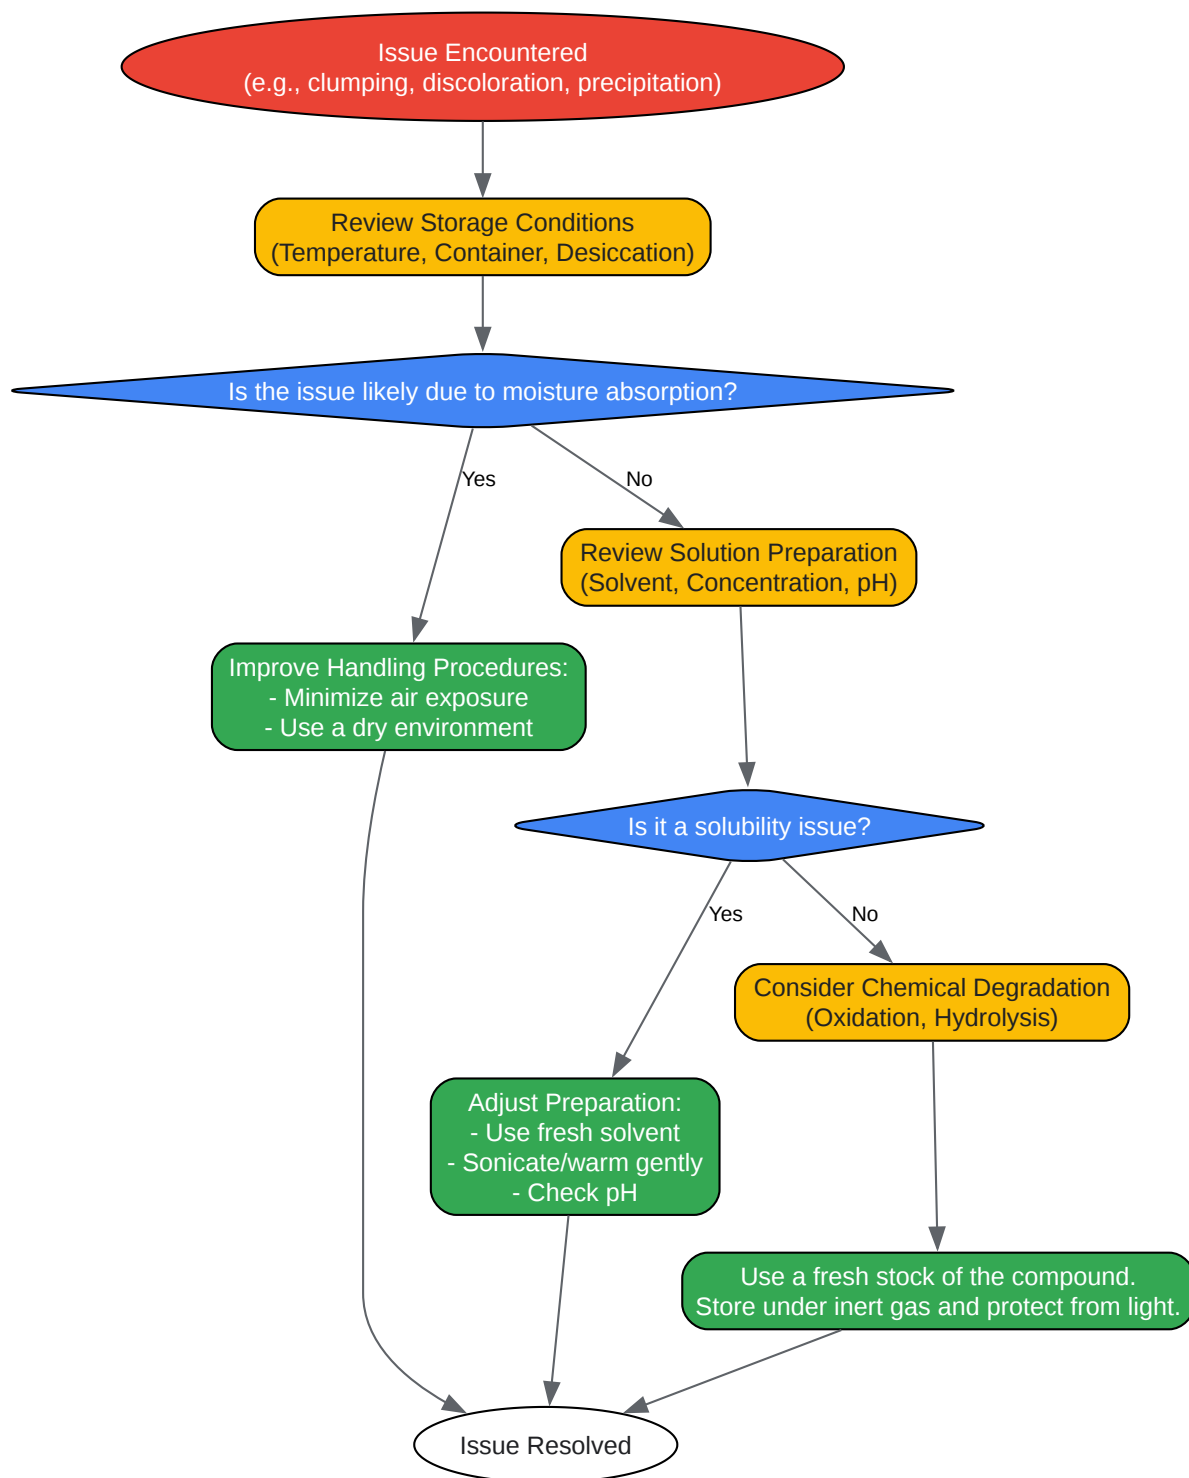 Issue Encountered
(e.g., clumping, discoloration, precipitation)
Review Storage Conditions
(Temperature, Container, Desiccation)
Is the issue likely due to moisture absorption?
Yes
No
Review Solution Preparation
(Solvent, Concentration, pH)
Improve Handling Procedures:
- Minimize air exposure
- Use a dry environment
Is it a solubility issue?
Yes
No
Consider Chemical Degradation
(Oxidation, Hydrolysis)
Adjust Preparation:
- Use fresh solvent
- Sonicate/warm gently
- Check pH
Use a fresh stock of the compound.
Store under inert gas and protect from light.
Issue Resolved